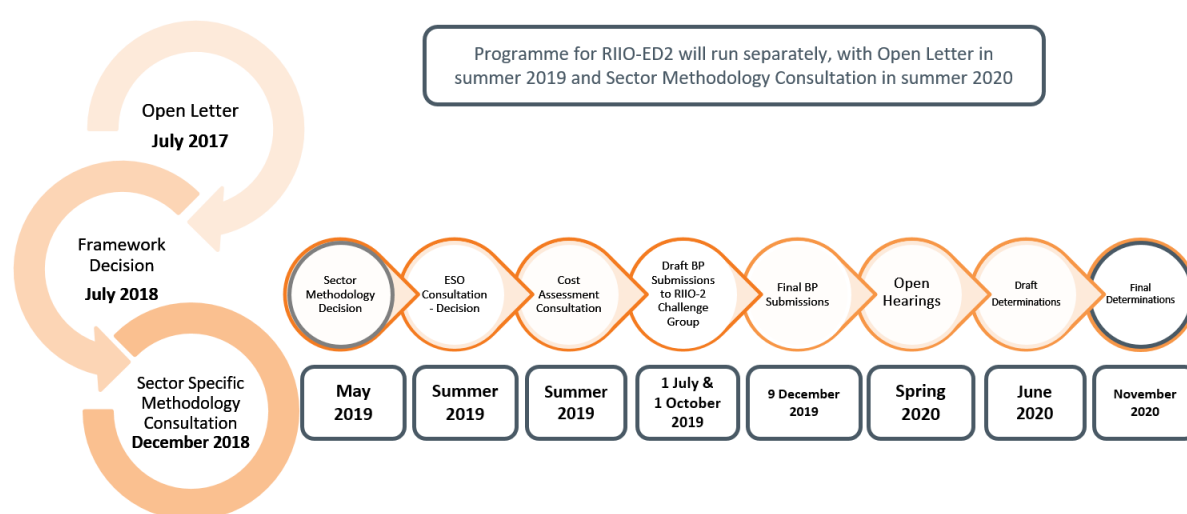 Programme for RIIO-ED2 will run separately, with Open Letter in
summer 2019 and Sector Methodology Consultation in summer 2020
Open Letter
July 2017
Framework
Decision
July 2018
Sector Specific
Methodology
Consultation
December 2018
Sector
Methodology
Decision
May
2019
ESO
Consultation
- Decision
Summer
2019
Cost
Assessment
Consultation
Summer
2019
Draft BP
Submissions
to RIIO-2
Challenge
Group
1 July &
1 October
2019
Final BP
Submissions
9 December
2019
Open
Hearings
Spring
2020
Draft
Determinations
June
2020
Final
Determinations
November
2020